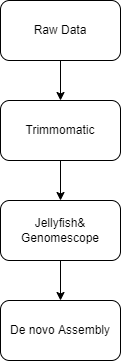 Raw Data
Trimmomatic
Jellyfish&
Genomescope
De novo Assembly